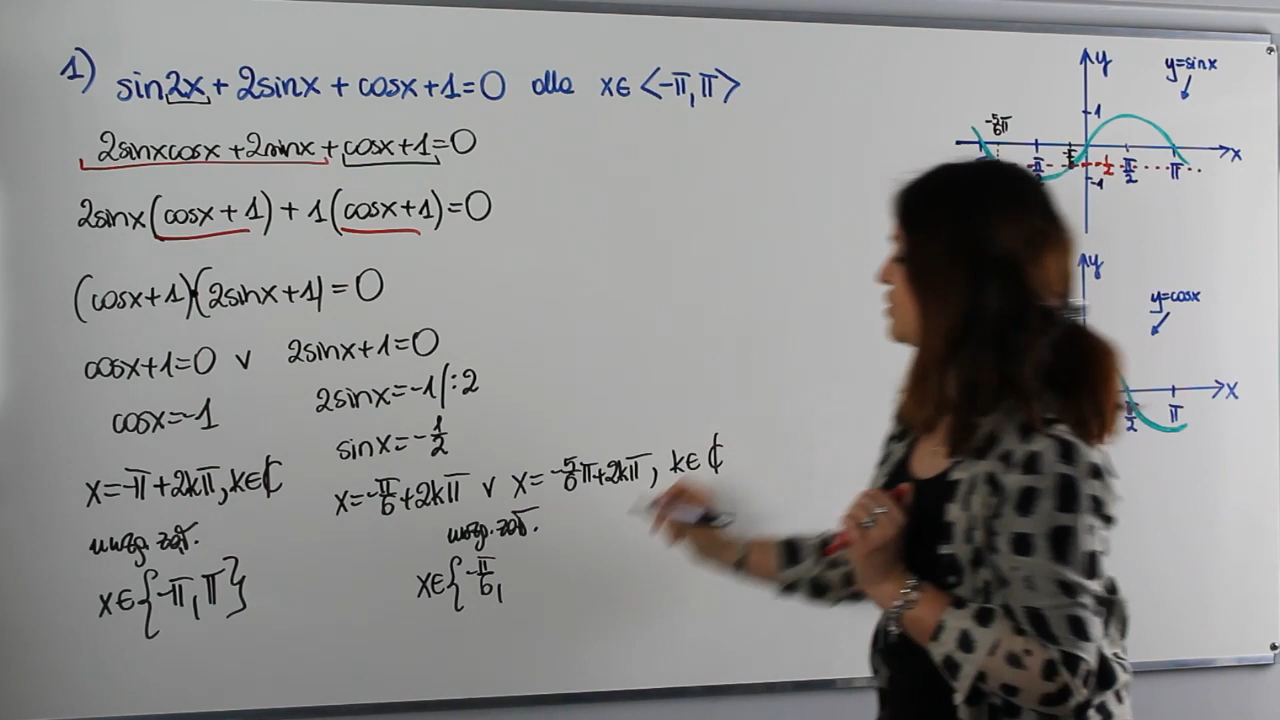 1) sin2x + 2sinx + cosx + 1 = 0 dla x∈<-π, π>
2sinxcosx + 2sinx + cosx + 1 = 0
2sinx(cosx + 1) + 1(cosx + 1) = 0
(cosx + 1)(2sinx + 1) = 0
cosx + 1 = 0 ∨ 2sinx + 1 = 0
cosx = -1
2sinx = -1 /:2
sinx = -1/2
x = -π + 2kπ, k∈ℂ
x = -π/6 + 2kπ ∨ x = -5/6π + 2kπ, k∈ℂ
uwzg. zał.
uwzg. zał.
x∈{-π, π}
x∈{-π/6,
y
y=sinx
1
-5/6π
x
-π/2
-1/2
π/2
π
-1
y
y=cosx
x
π/2
π